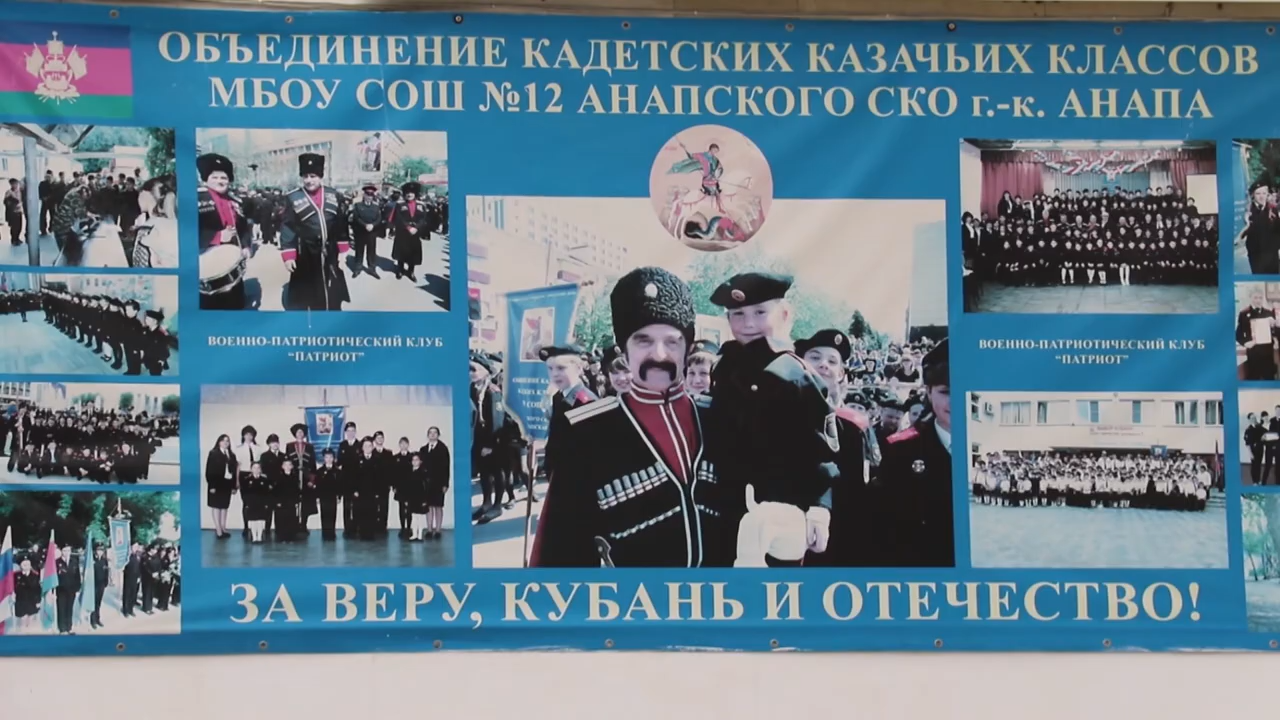 ОБЪЕДИНЕНИЕ КАДЕТСКИХ КАЗАЧЬИХ КЛАССОВ
МБОУ СОШ №12 АНАПСКОГО СКО г.-к. АНАПА
ВОЕННО-ПАТРИОТИЧЕСКИЙ КЛУБ
“ПАТРИОТ”
ВОЕННО-ПАТРИОТИЧЕСКИЙ КЛУБ
“ПАТРИОТ”
ЗА ВЕРУ, КУБАНЬ И ОТЕЧЕСТВО!